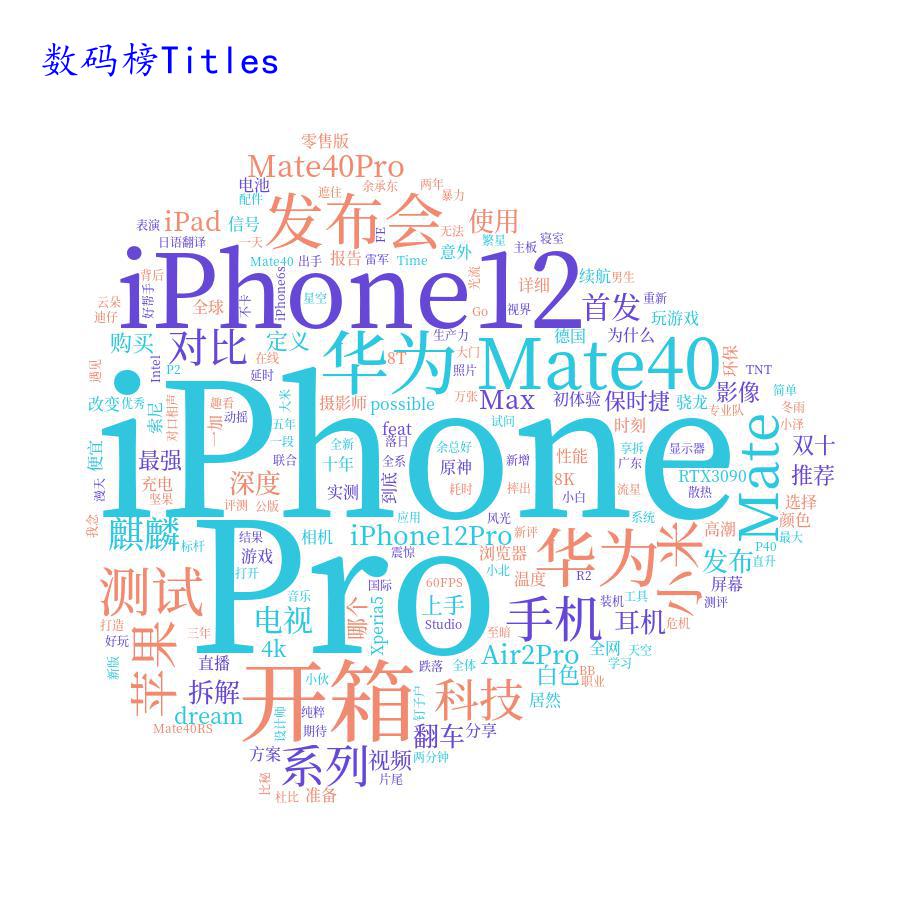 数码榜Titles
零售版
Mate40Pro
电池
遮住
余承东
两年
暴力
配件
表演
iPad
信号
发布会
使用
无法
FE
日语翻译
一天
Mate40
出手
报告
雷军
Time
意外
繁星
主板
寝室
背后
iPhone12
光流
详细
续航
男生
云朵
迪仔
好帮手
全球
不卡
iPhone6s
星空
Go
视界
首发
重新
玩游戏
购买
对比
定义
华为
生产力
德国
为什么
遇见
Intel
P2
在线
延时
8T
大门
照片
Mate40
环保
TNT
改变
优秀
索尼
对口相声
趣看
一加
动摇
大米
摄影师
possible
万张
Max
初体验
保时捷
骁龙
专业队
影像
简单
冬雨
小泽
iPhone
五年
一段
feat
落日
试问
时刻
Mate
双十
便宜
最强
联合
全新
十年
全系
余总好
原神
新增
性能
享拆
广东
显示器
RTX3090
散热
推荐
漫天
充电
坚果
深度
评测
公版
实测
到底
耗时
摔出
8K
小白
流星
选择
颜色
我念
麒麟
标杆
Pro
结果
游戏
打开
相机
应用
iPhone12Pro
震惊
风光
新评
浏览器
小北
华为
系统
小米
高潮
发布
P40
直升
最大
测试
国际
60FPS
上手
Studio
温度
R2
屏幕
测评
打造
好玩
三年
音乐
电视
4k
哪个
Xperia5
至暗
手机
装机
工具
耳机
危机
苹果
新版
直播
拆解
dream
开箱
小伙
跌落
全体
Air2Pro
全网
天空
学习
白色
BB
职业
Mate40RS
设计师
纯粹
期待
钉子户
科技
居然
翻车
分享
方案
系列
视频
两分钟
片尾
比秘
杜比
准备